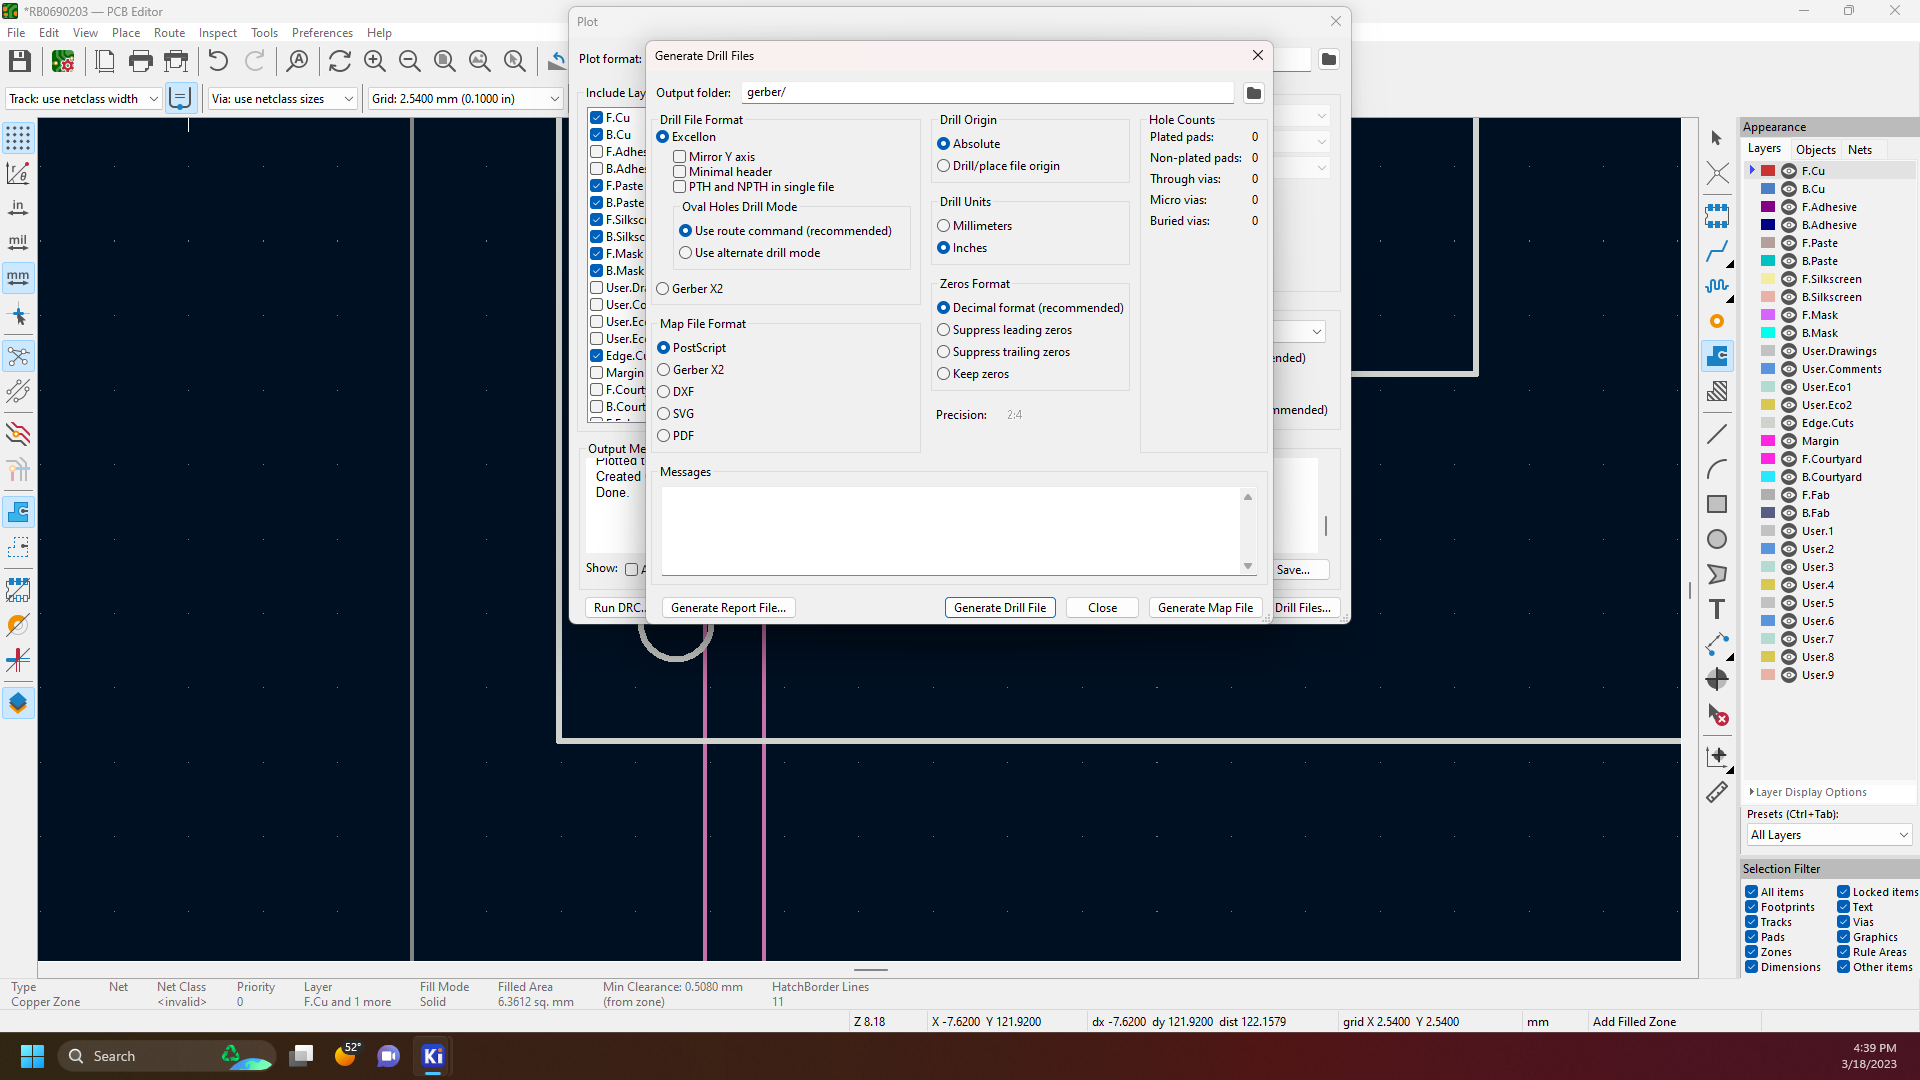 *RB0690203 — PCB Editor
File Edit View Place Route Inspect Tools Preferences Help
Track: use netclass width
Via: use netclass sizes
Grid: 2.5400 mm (0.1000 in)
in
mil
mm
Plot
Plot format:
Include Lay
F.Cu
B.Cu
F.Adhes
B.Adhe
F.Paste
B.Paste
F.Silksc
B.Silksc
F.Mask
B.Mask
User.Dr
User.Co
User.Ec
User.Ec
Edge.Cu
Margin
F.Court
B.Court
ended)
mmended)
Output Me
Plotted t
Created
Done.
Show:
Save...
Run DRC...
Drill Files...
Generate Drill Files
Output folder: gerber/
Drill File Format
Excellon
Mirror Y axis
Minimal header
PTH and NPTH in single file
Oval Holes Drill Mode
Use route command (recommended)
Use alternate drill mode
Gerber X2
Map File Format
PostScript
Gerber X2
DXF
SVG
PDF
Drill Origin
Absolute
Drill/place file origin
Drill Units
Millimeters
Inches
Zeros Format
Decimal format (recommended)
Suppress leading zeros
Suppress trailing zeros
Keep zeros
Precision: 2:4
Hole Counts
Plated pads: 0
Non-plated pads: 0
Through vias: 0
Micro vias: 0
Buried vias: 0
Messages
Generate Report File...
Generate Drill File
Close
Generate Map File
Appearance
Layers Objects Nets
F.Cu
B.Cu
F.Adhesive
B.Adhesive
F.Paste
B.Paste
F.Silkscreen
B.Silkscreen
F.Mask
B.Mask
User.Drawings
User.Comments
User.Eco1
User.Eco2
Edge.Cuts
Margin
F.Courtyard
B.Courtyard
F.Fab
B.Fab
User.1
User.2
User.3
User.4
User.5
User.6
User.7
User.8
User.9
Layer Display Options
Presets (Ctrl+Tab):
All Layers
Selection Filter
All items Locked items
Footprints Text
Tracks Vias
Pads Graphics
Zones Rule Areas
Dimensions Other items
Type Net Net Class Priority Layer Fill Mode Filled Area Min Clearance: 0.5080 mm HatchBorder Lines
Copper Zone <invalid> 0 F.Cu and 1 more Solid 6.3612 sq. mm (from zone) 11
Z 8.18 X -7.6200 Y 121.9200 dx -7.6200 dy 121.9200 dist 122.1579 grid X 2.5400 Y 2.5400 mm Add Filled Zone
Search
52°
Ki
4:39 PM
3/18/2023